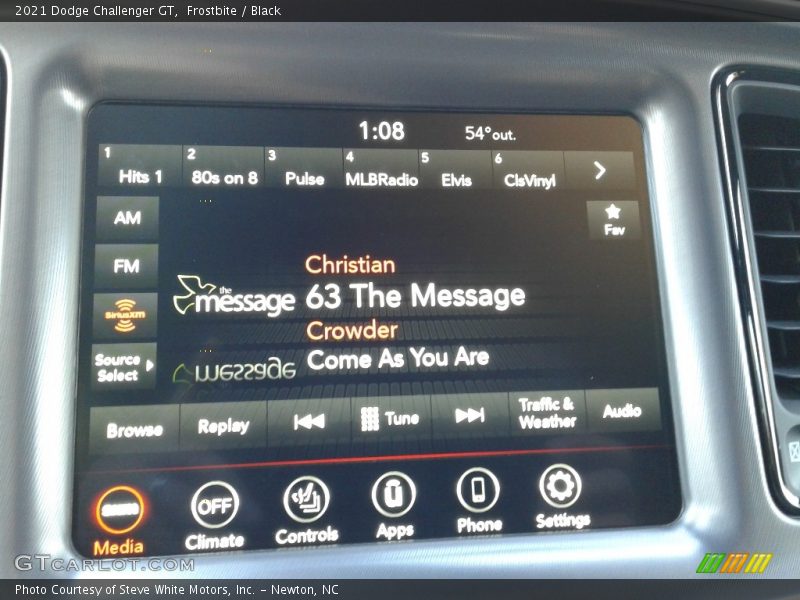 2021 Dodge Challenger GT, Frostbite / Black
1:08
54° out.
1 Hits 1
2 80s on 8
3 Pulse
4 MLBRadio
5 Elvis
6 ClsVinyl
AM
Fav
FM
Christian
the message
63 The Message
SiriusXM
Crowder
Come As You Are
Source Select
message
Browse
Replay
Tune
Traffic & Weather
Audio
OFF
Media
Climate
Controls
Apps
Phone
Settings
GTCARLOT.COM
Photo Courtesy of Steve White Motors, Inc. – Newton, NC